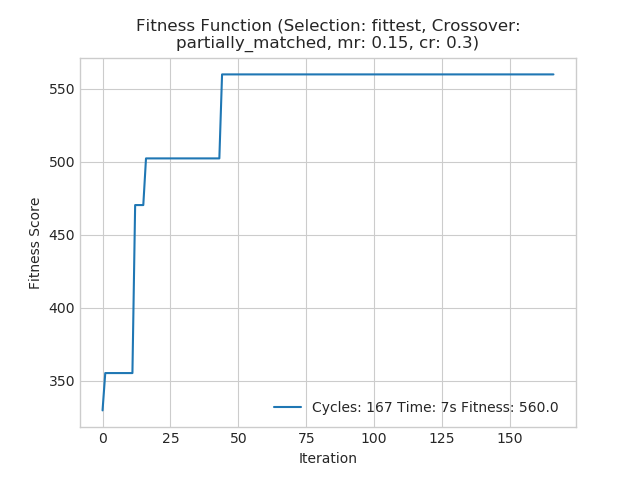 Fitness Function (Selection: fittest, Crossover:
partially_matched, mr: 0.15, cr: 0.3)
Fitness Score
550
500
450
400
350
Cycles: 167 Time: 7s Fitness: 560.0
0 25 50 75 100 125 150
Iteration